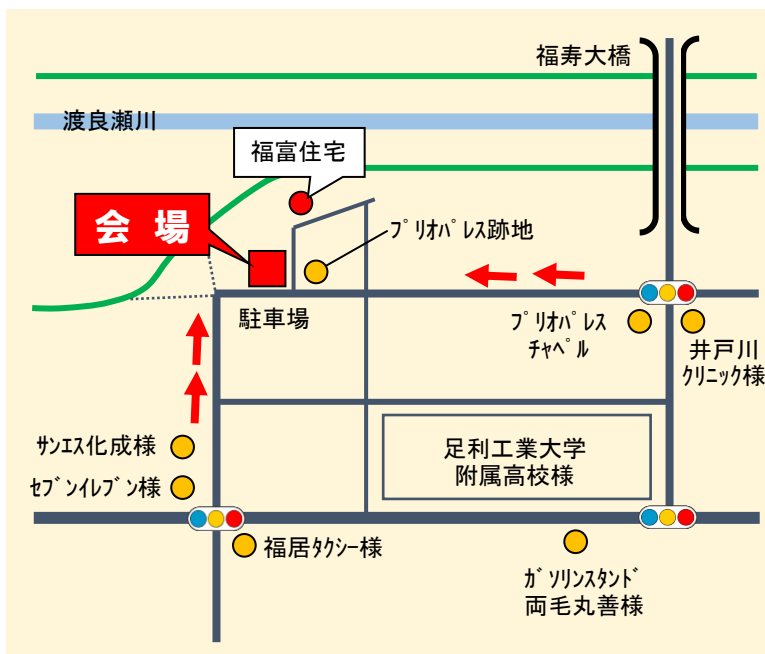 福寿大橋
渡良瀬川
福富住宅
会場
プリオパレス跡地
駐車場
プリオパレス
チャペル
井戸川
クリニック様
サンエス化成様
セブンイレブン様
足利工業大学
附属高校様
福居タクシー様
ガソリンスタンド
両毛丸善様